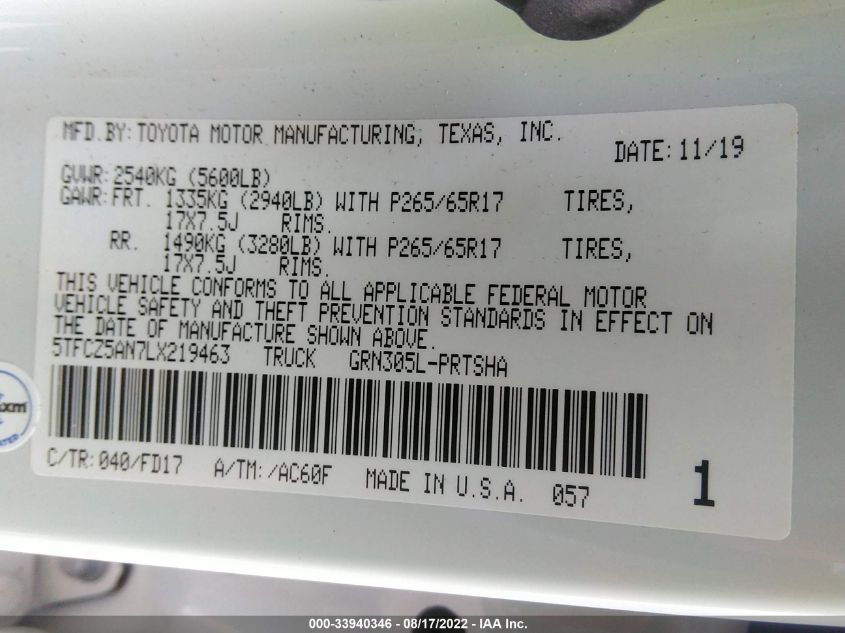 MFD.BY:TOYOTA MOTOR MANUFACTURING, TEXAS, INC.
DATE:11/19
GVWR:2540KG (5600LB)
GAWR:FRT. 1335KG (2940LB) WITH P265/65R17 TIRES,
17X7.5J RIMS.
RR. 1490KG (3280LB) WITH P265/65R17 TIRES,
17X7.5J RIMS.
THIS VEHICLE CONFORMS TO ALL APPLICABLE FEDERAL MOTOR
VEHICLE SAFETY AND THEFT PREVENTION STANDARDS IN EFFECT ON
THE DATE OF MANUFACTURE SHOWN ABOVE.
5TFCZ5AN7LX219463 TRUCK GRN305L-PRTSHA
C/TR:040/FD17 A/TM:/AC60F MADE IN U.S.A. 057
1
000-33940346 - 08/17/2022 - IAA Inc.